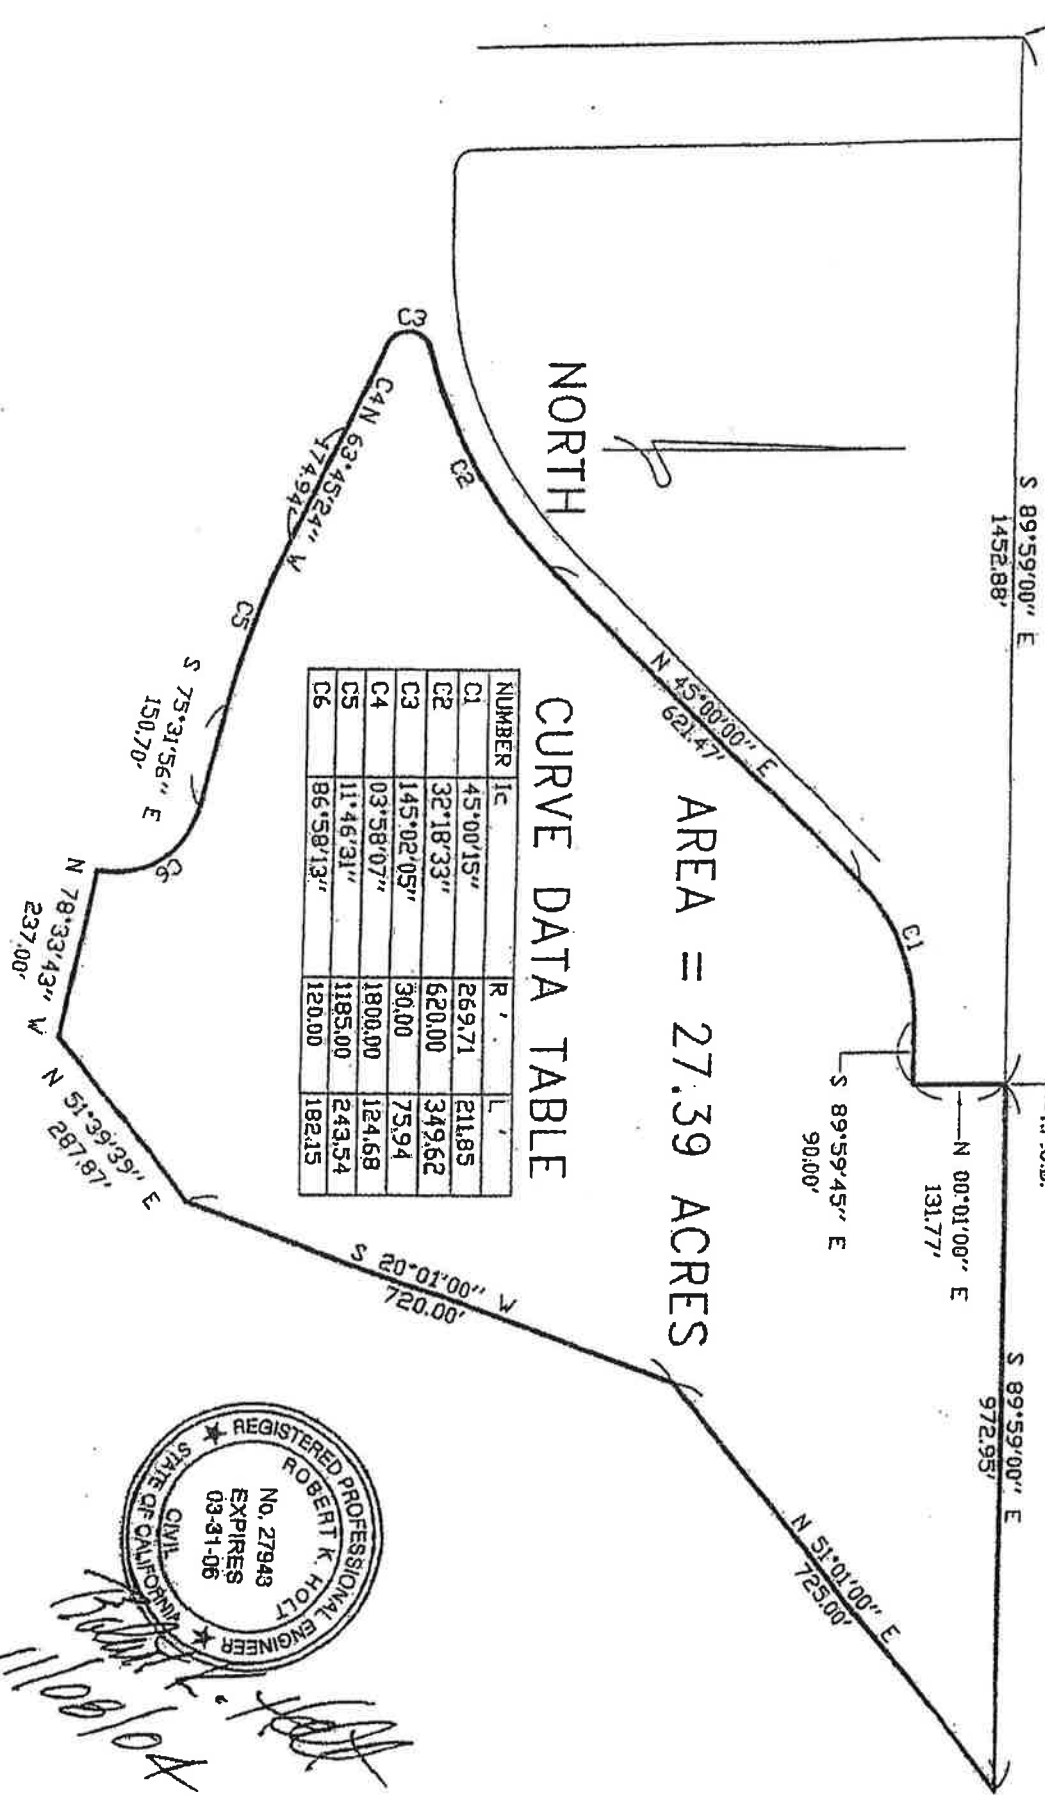 S 89°59'00" E
1452.88'
S 89°59'00" E
972.95'
N 00°01'00" E
131.77'
S 89°59'45" E
90.00'
C1
N 45°00'00" E
621.47'
NORTH
AREA = 27.39 ACRES
N 51°01'00" E
725.00'
C2
C3
C4
N 63°45'24" W
174.94'
C5
S 75°31'56" E
150.70'
C6
N 78°33'43" W
237.00'
N 51°39'39" E
287.87'
S 20°01'00" W
720.00'
CURVE DATA TABLE
NUMBER Ic R ' L '
C1 45°00'15" 269.71 211.85
C2 32°18'33" 620.00 349.62
C3 145°02'05" 30.00 75.94
C4 03°58'07" 1800.00 124.68
C5 11°46'31" 1185.00 243.54
C6 86°58'13" 120.00 182.15
REGISTERED PROFESSIONAL ENGINEER
ROBERT K. HOLT
No. 27943
EXPIRES
03-31-06
CIVIL
STATE OF CALIFORNIA
Robert K. Holt
11/08/04